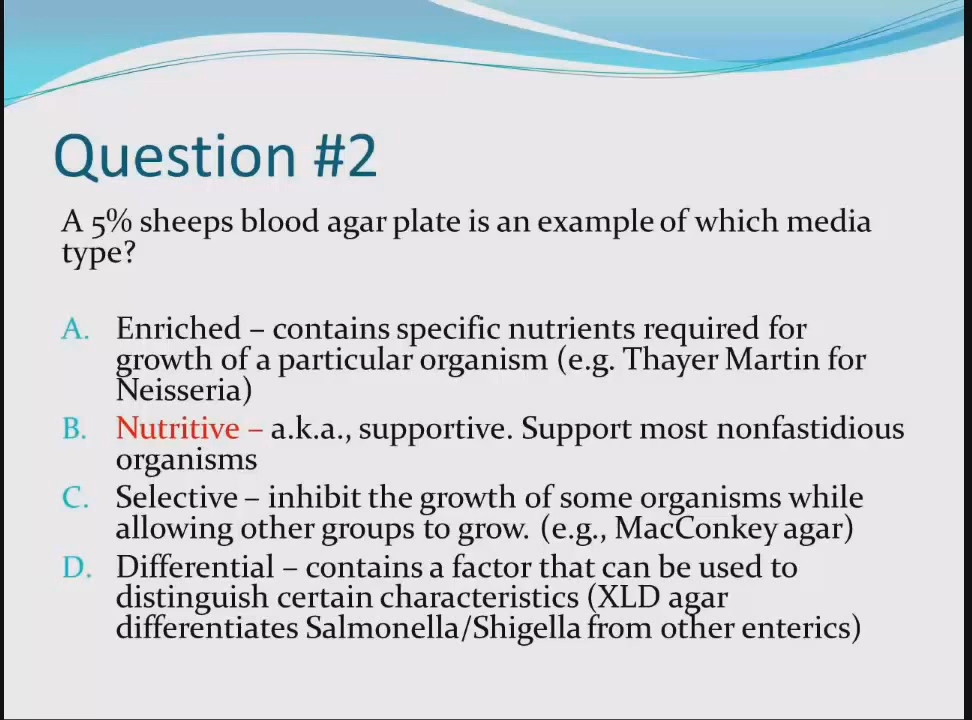 Question #2
A 5% sheeps blood agar plate is an example of which media
type?
A. Enriched – contains specific nutrients required for
growth of a particular organism (e.g. Thayer Martin for
Neisseria)
B. Nutritive – a.k.a., supportive. Support most nonfastidious
organisms
C. Selective – inhibit the growth of some organisms while
allowing other groups to grow. (e.g., MacConkey agar)
D. Differential – contains a factor that can be used to
distinguish certain characteristics (XLD agar
differentiates Salmonella/Shigella from other enterics)